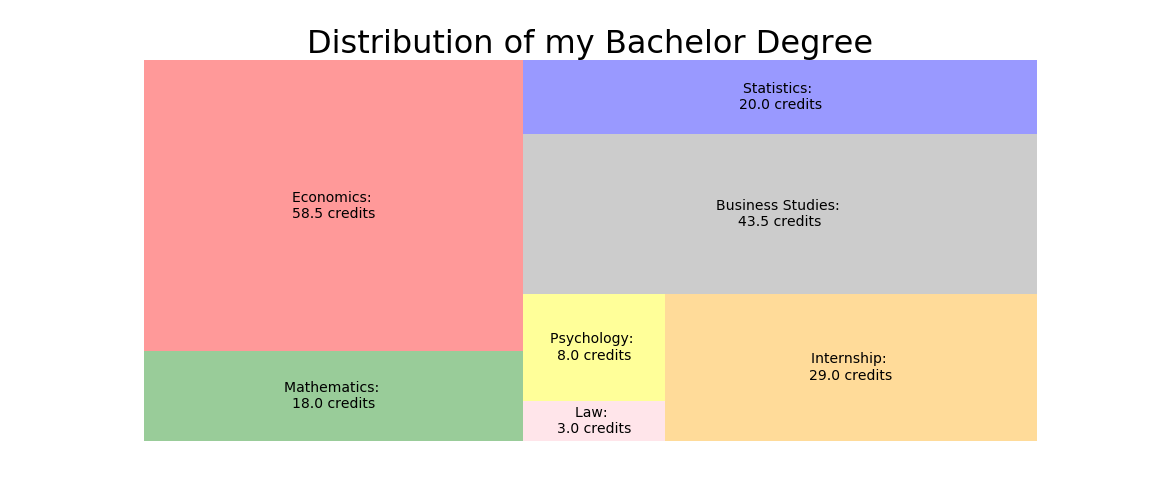 Distribution of my Bachelor Degree
Economics:
58.5 credits
Mathematics:
18.0 credits
Statistics:
20.0 credits
Business Studies:
43.5 credits
Psychology:
8.0 credits
Law:
3.0 credits
Internship:
29.0 credits